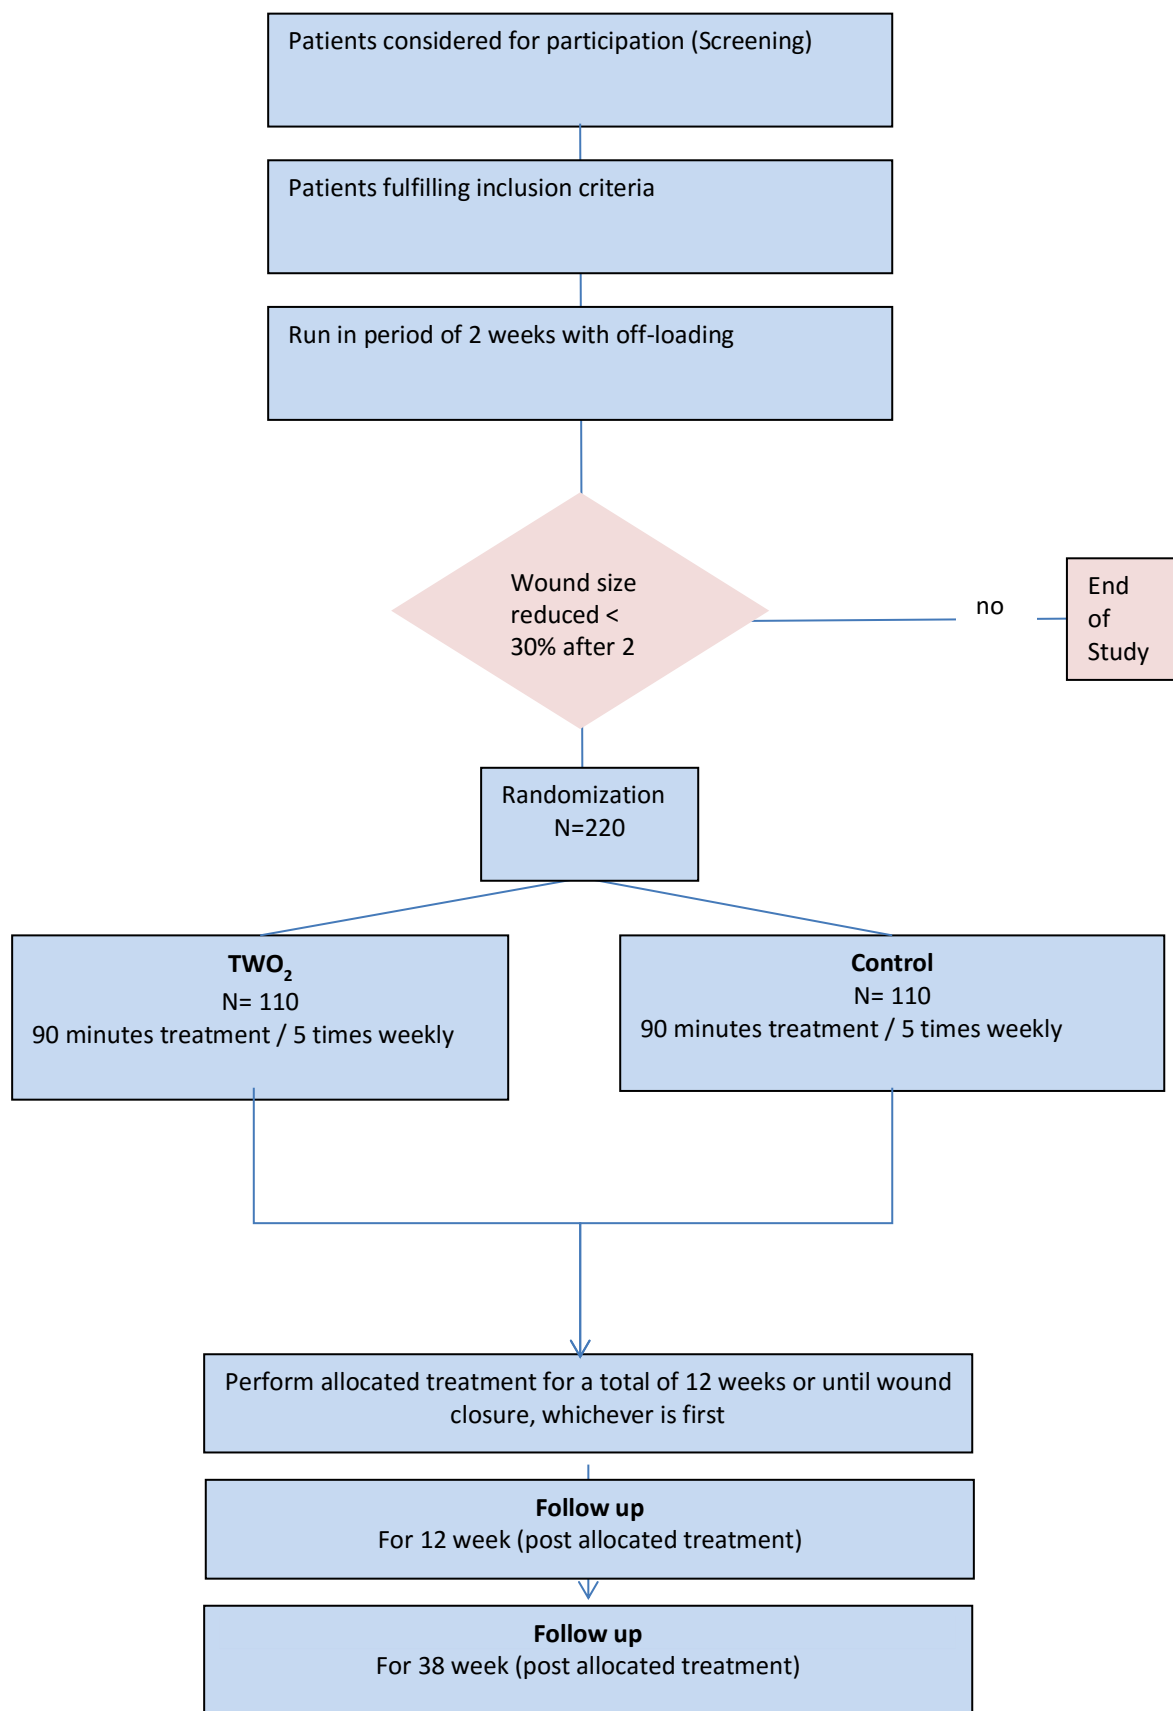 Patients considered for participation (Screening)
Patients fulfilling inclusion criteria
Run in period of 2 weeks with off-loading
Wound size
reduced <
30% after 2
no
End
of
Study
Randomization
N=220
TWO₂
N= 110
90 minutes treatment / 5 times weekly
Control
N= 110
90 minutes treatment / 5 times weekly
Perform allocated treatment for a total of 12 weeks or until wound
closure, whichever is first
Follow up
For 12 week (post allocated treatment)
Follow up
For 38 week (post allocated treatment)